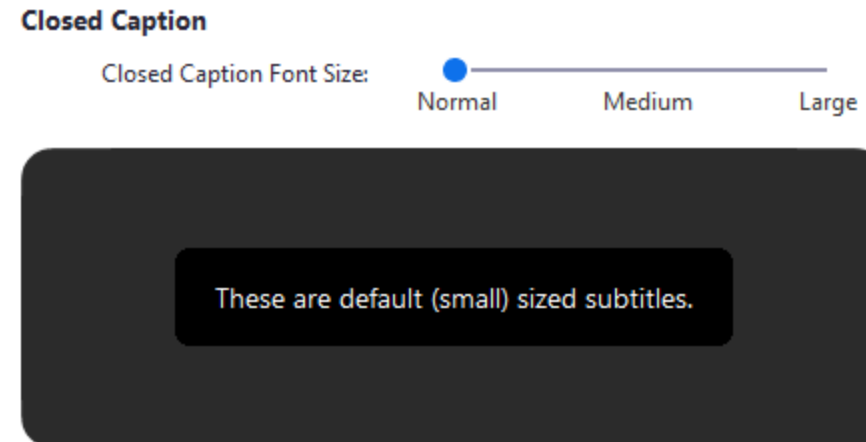 Closed Caption
Closed Caption Font Size:
Normal Medium Large
These are default (small) sized subtitles.